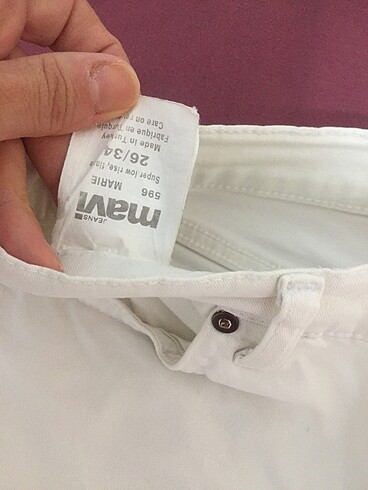 mavi
JEANS
596 MARIE
Super low rise,
26/34
Made in Turkey
Fabrique en Turquie
Care on